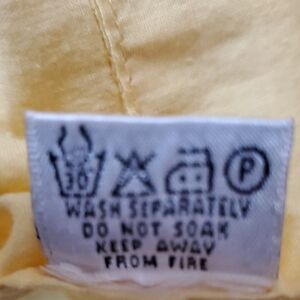 30 P
WASH SEPARATELY
DO NOT SOAK
KEEP AWAY
FROM FIRE